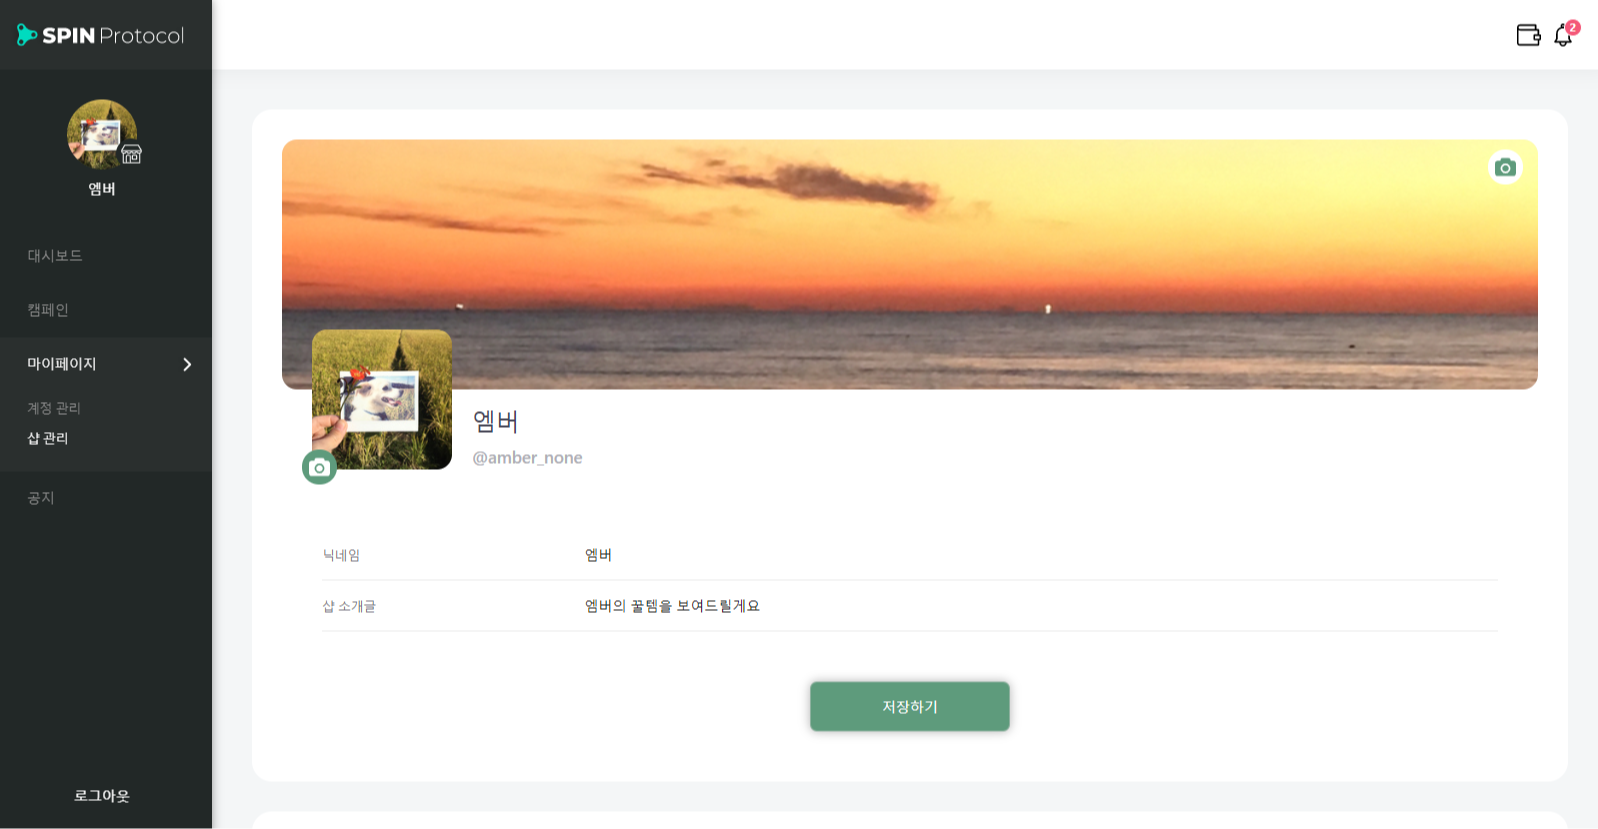 SPIN Protocol
2
엠버
대시보드
캠페인
마이페이지
계정 관리
샵 관리
공지
로그아웃
엠버
@amber_none
닉네임 엠버
샵 소개글 엠버의 꿀템을 보여드릴게요
저장하기